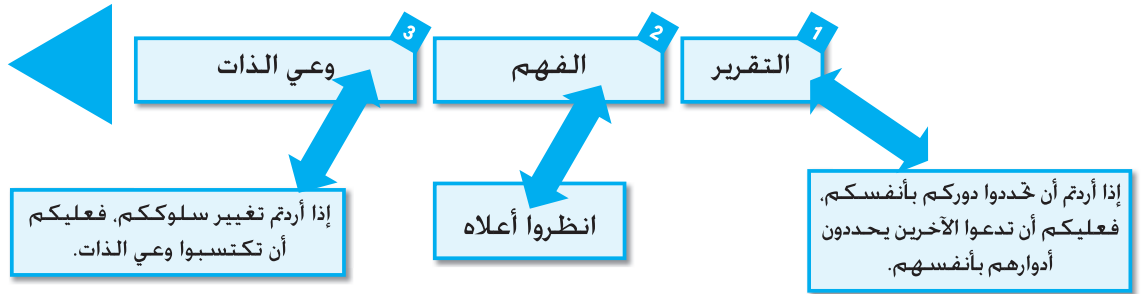 1
التقرير
2
الفهم
3
وعي الذات
إذا أردتم أن تحددوا دوركم بأنفسكم،
فعليكم أن تدعوا الآخرين يحددون
أدوارهم بأنفسهم.
انظروا أعلاه
إذا أردتم تغيير سلوككم، فعليكم
أن تكتسبوا وعي الذات.